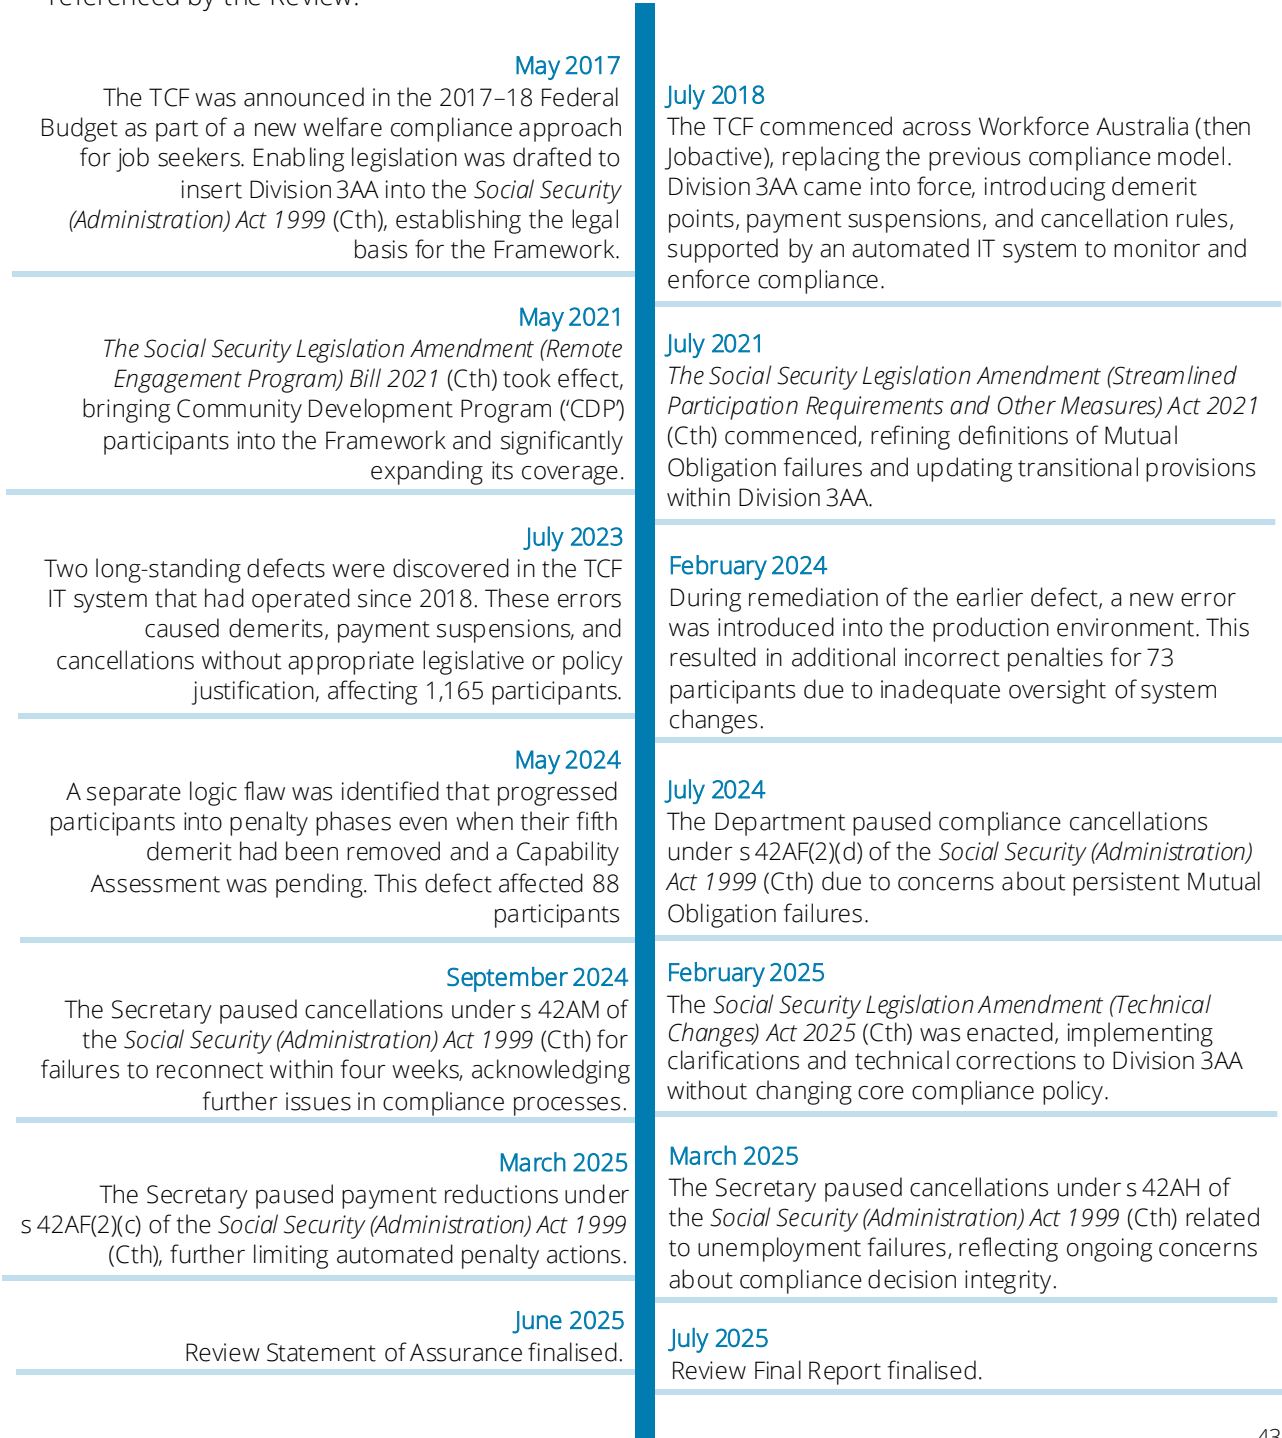 referenced by the Review.
May 2017
The TCF was announced in the 2017–18 Federal
Budget as part of a new welfare compliance approach
for job seekers. Enabling legislation was drafted to
insert Division 3AA into the Social Security
(Administration) Act 1999 (Cth), establishing the legal
basis for the Framework.
July 2018
The TCF commenced across Workforce Australia (then
Jobactive), replacing the previous compliance model.
Division 3AA came into force, introducing demerit
points, payment suspensions, and cancellation rules,
supported by an automated IT system to monitor and
enforce compliance.
May 2021
The Social Security Legislation Amendment (Remote
Engagement Program) Bill 2021 (Cth) took effect,
bringing Community Development Program (‘CDP’)
participants into the Framework and significantly
expanding its coverage.
July 2021
The Social Security Legislation Amendment (Streamlined
Participation Requirements and Other Measures) Act 2021
(Cth) commenced, refining definitions of Mutual
Obligation failures and updating transitional provisions
within Division 3AA.
July 2023
Two long-standing defects were discovered in the TCF
IT system that had operated since 2018. These errors
caused demerits, payment suspensions, and
cancellations without appropriate legislative or policy
justification, affecting 1,165 participants.
February 2024
During remediation of the earlier defect, a new error
was introduced into the production environment. This
resulted in additional incorrect penalties for 73
participants due to inadequate oversight of system
changes.
May 2024
A separate logic flaw was identified that progressed
participants into penalty phases even when their fifth
demerit had been removed and a Capability
Assessment was pending. This defect affected 88
participants
July 2024
The Department paused compliance cancellations
under s 42AF(2)(d) of the Social Security (Administration)
Act 1999 (Cth) due to concerns about persistent Mutual
Obligation failures.
September 2024
The Secretary paused cancellations under s 42AM of
the Social Security (Administration) Act 1999 (Cth) for
failures to reconnect within four weeks, acknowledging
further issues in compliance processes.
February 2025
The Social Security Legislation Amendment (Technical
Changes) Act 2025 (Cth) was enacted, implementing
clarifications and technical corrections to Division 3AA
without changing core compliance policy.
March 2025
The Secretary paused payment reductions under
s 42AF(2)(c) of the Social Security (Administration) Act 1999
(Cth), further limiting automated penalty actions.
March 2025
The Secretary paused cancellations under s 42AH of
the Social Security (Administration) Act 1999 (Cth) related
to unemployment failures, reflecting ongoing concerns
about compliance decision integrity.
June 2025
Review Statement of Assurance finalised.
July 2025
Review Final Report finalised.
43